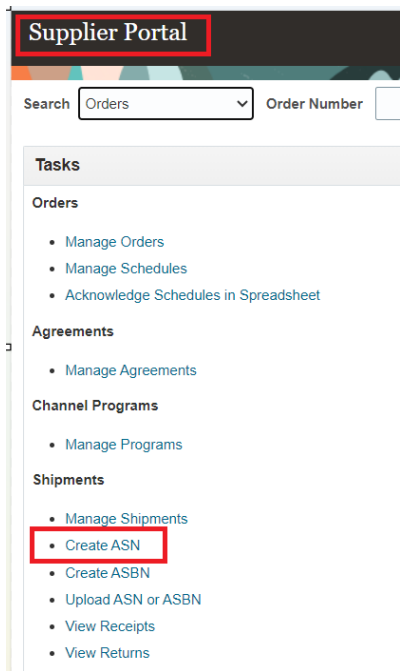 Supplier Portal
Search Orders Order Number
Tasks
Orders
Manage Orders
Manage Schedules
Acknowledge Schedules in Spreadsheet
Agreements
Manage Agreements
Channel Programs
Manage Programs
Shipments
Manage Shipments
Create ASN
Create ASBN
Upload ASN or ASBN
View Receipts
View Returns